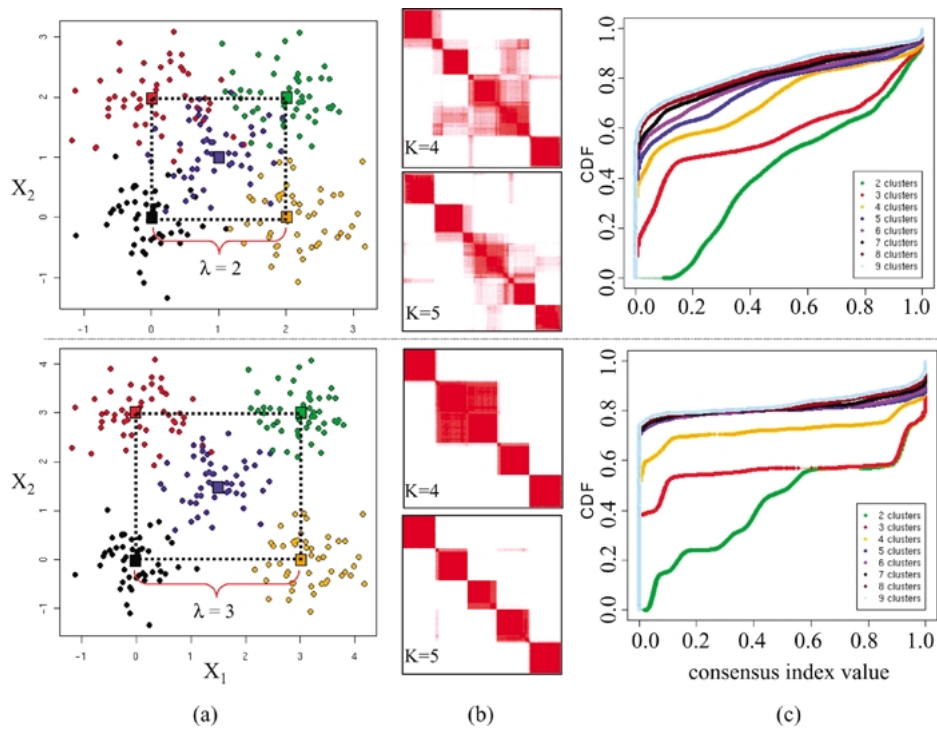 3
2
X2
1
0
-1
λ = 2
-1 0 1 2 3
K=4
K=5
1.0
0.8
0.6
CDF
0.4
0.2
0.0
2 clusters
3 clusters
4 clusters
5 clusters
6 clusters
7 clusters
8 clusters
9 clusters
0.0 0.2 0.4 0.6 0.8 1.0
4
3
X2
2
1
0
-1
λ = 3
-1 0 1 2 3 4
X1
K=4
K=5
1.0
0.8
0.6
CDF
0.4
0.2
0.0
2 clusters
3 clusters
4 clusters
5 clusters
6 clusters
7 clusters
8 clusters
9 clusters
0.0 0.2 0.4 0.6 0.8 1.0
consensus index value
(a) (b) (c)